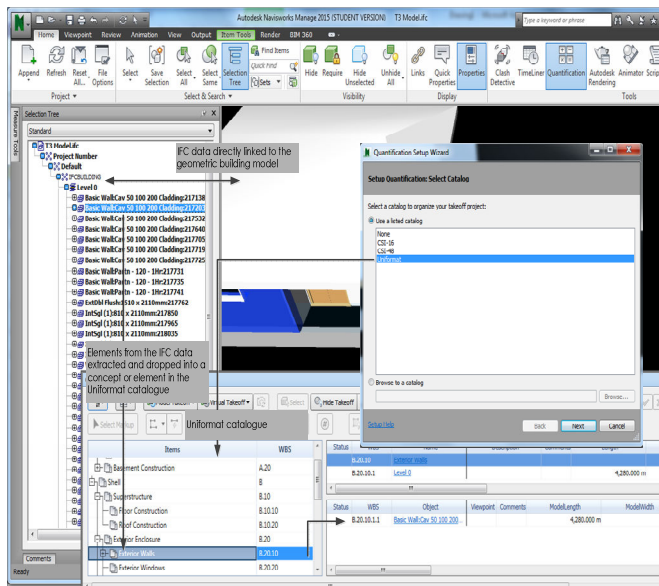 Autodesk Navisworks Manage 2015 (STUDENT VERSION) T3 Model.ifc
Type a keyword or phrase
Home Viewpoint Review Animation View Output Item Tools Render BIM 360
Append Refresh Reset All... File Options
Select Save Selection Select All Select Same Selection Tree
Find Items
Quick Find
Sets
Hide Require Hide Unselected Unhide All
Links Quick Properties Properties
Clash Detective TimeLiner Quantification Autodesk Rendering Animator
Project
Select & Search
Visibility
Display
Tools
Measure Tools
Selection Tree
Standard
T3 Model.ifc
Project Number
Default
IFCBUILDING
Level 0
Basic Wall:Cav 50 100 200 Cladding:217138
Basic Wall:Cav 50 100 200 Cladding:217203
Basic Wall:Cav 50 100 200 Cladding:217532
Basic Wall:Cav 50 100 200 Cladding:217640
Basic Wall:Cav 50 100 200 Cladding:217705
Basic Wall:Cav 50 100 200 Cladding:217719
Basic Wall:Cav 50 100 200 Cladding:217725
Basic Wall:Partn - 120 - 1Hr:217731
Basic Wall:Partn - 120 - 1Hr:217735
Basic Wall:Partn - 120 - 1Hr:217741
ExtDbl Flush:1510 x 2110mm:217762
IntSgl (1):810 x 2110mm:217850
IntSgl (1):810 x 2110mm:217965
IntSgl (1):810 x 2110mm:218035
IFC data directly linked to the
geometric building model
Elements from the IFC data
extracted and dropped into a
concept or element in the
Uniformat catalogue
Quantification Setup Wizard
Setup Quantification: Select Catalog
Select a catalog to organize your takeoff project:
Use a listed catalog
None
CSI-16
CSI-48
Uniformat
Browse to a catalog
Browse...
Setup Help
Back Next Cancel
Virtual Takeoff Select Hide Takeoff
Select Markup
Uniformat catalogue
Items WBS
Basement Construction A.20
Shell B
Superstructure B.10
Floor Construction B.10.10
Roof Construction B.10.20
Exterior Enclosure B.20
Exterior Walls B.20.10
Exterior Windows B.20.20
Status WBS
B.20.10 Exterior Walls
B.20.10.1 Level 0 4,280.000 m
Status WBS Object Viewpoint Comments ModelLength ModelWidth
B.20.10.1.1 Basic Wall:Cav 50 100 200 ... 4,280.000 m
Comments
Ready